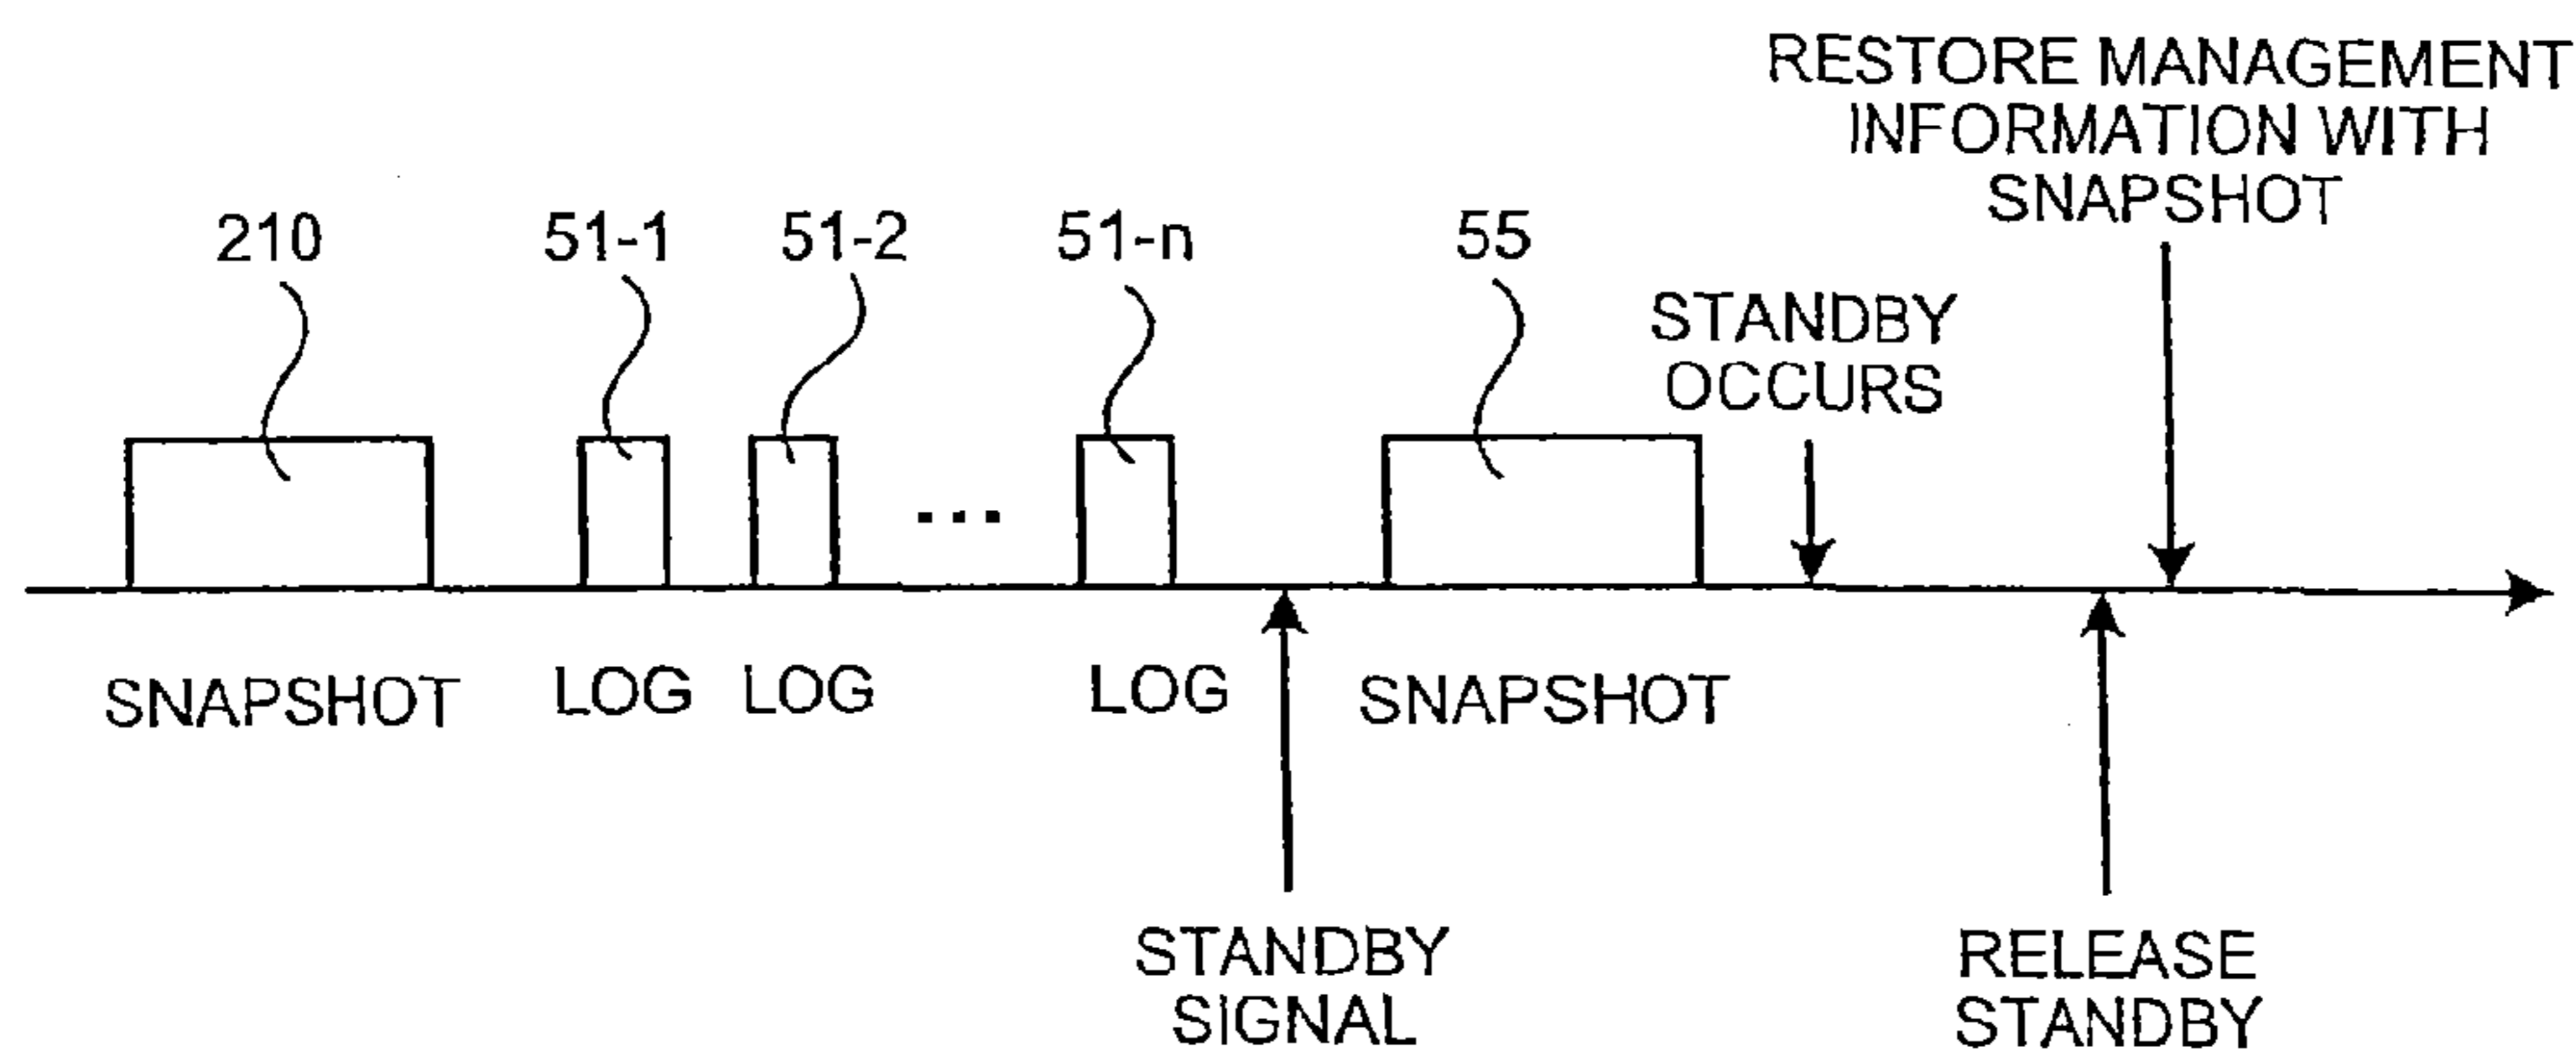 RESTORE MANAGEMENT
INFORMATION WITH
SNAPSHOT
210
51-1
51-2
51-n
55
STANDBY
OCCURS
...
SNAPSHOT
LOG
LOG
LOG
SNAPSHOT
STANDBY
SIGNAL
RELEASE
STANDBY